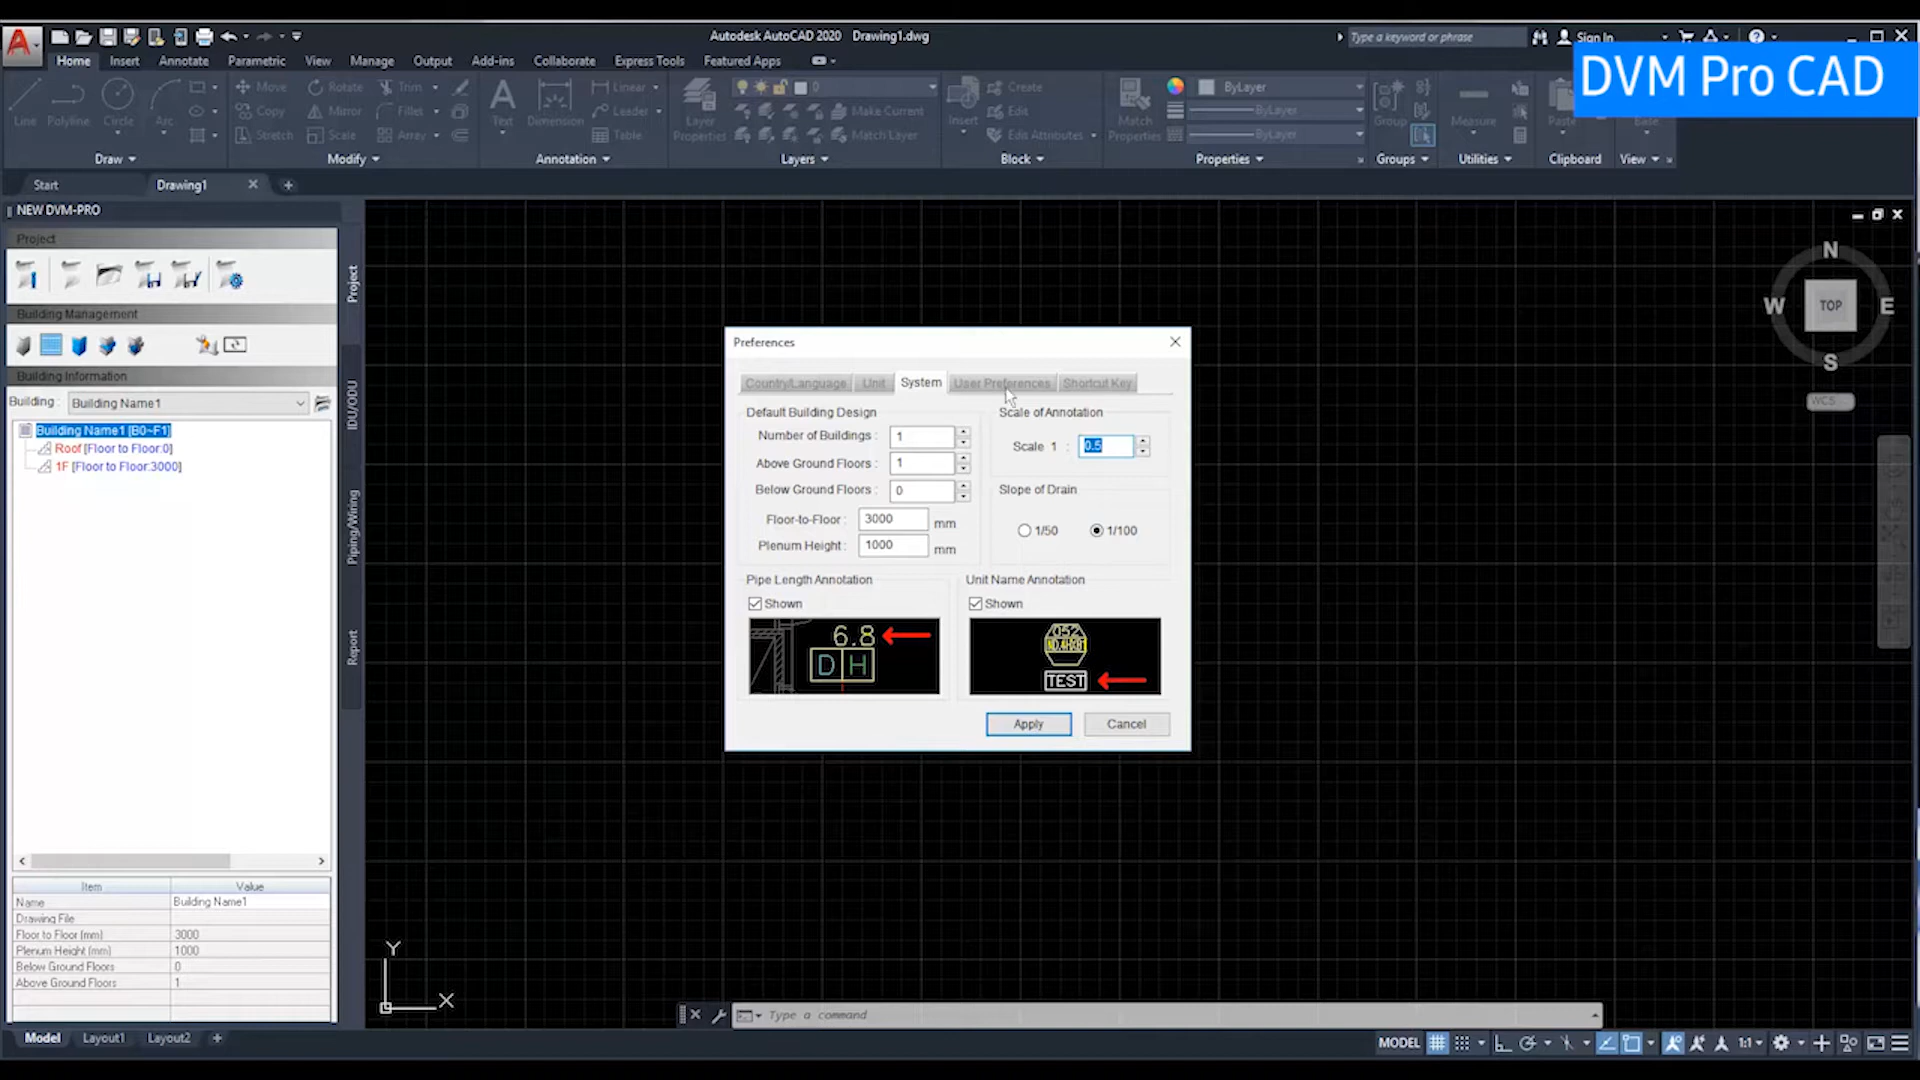 Autodesk AutoCAD 2020 Drawing1.dwg
Type a keyword or phrase
Sign In
DVM Pro CAD
Home Insert Annotate Parametric View Manage Output Add-ins Collaborate Express Tools Featured Apps
Line Polyline Circle Arc
Move Rotate Trim
Copy Mirror Fillet
Stretch Scale Array
Text Dimension
Linear
Leader
Table
Layer Properties
0
Make Current
Match Layer
Insert
Create
Edit
Edit Attributes
Match Properties
ByLayer
ByLayer
ByLayer
Group
Measure
Paste
Base
Draw Modify Annotation Layers Block Properties Groups Utilities Clipboard View
Start Drawing1
NEW DVM-PRO
Project
Building Management
Building Information
Building : Building Name1
Building Name1 [B0~F1]
Roof [Floor to Floor:0]
1F [Floor to Floor:3000]
Project
IDU/ODU
Piping/Wiring
Report
Item Value
Name Building Name1
Drawing File
Floor to Floor (mm) 3000
Plenum Height (mm) 1000
Below Ground Floors 0
Above Ground Floors 1
Preferences
Country/Language Unit System User Preferences Shortcut Key
Default Building Design
Number of Buildings : 1
Above Ground Floors : 1
Below Ground Floors : 0
Floor-to-Floor : 3000 mm
Plenum Height : 1000 mm
Scale of Annotation
Scale 1 : 0.5
Slope of Drain
1/50 1/100
Pipe Length Annotation
Shown
6.8
D H
Unit Name Annotation
Shown
052
TEST
Apply Cancel
N
W TOP E
S
WCS
Y
X
Type a command
Model Layout1 Layout2
MODEL 1:1